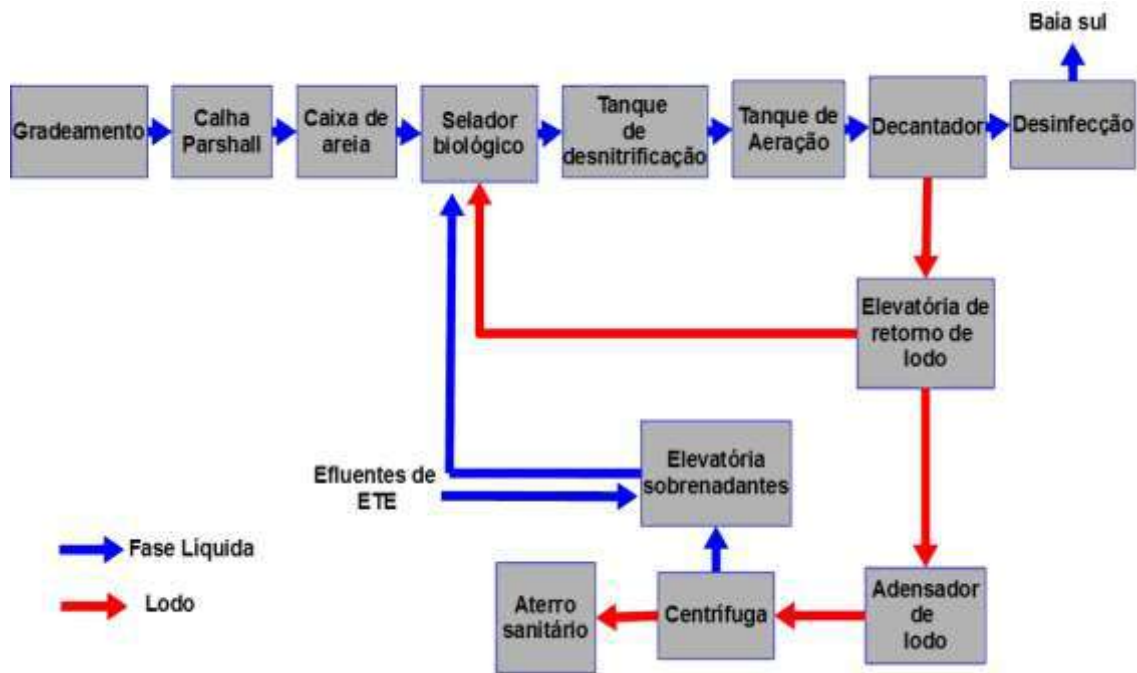 Baia sul
Gradeamento
Calha
Parshall
Caixa de
areia
Selador
biológico
Tanque
de
desnitrificação
Tanque de
Aeração
Decantador
Desinfecção
Elevatória de
retorno de
lodo
Efluentes de
ETE
Elevatória
sobrenadantes
Fase Líquida
Lodo
Aterro
sanitário
Centrífuga
Adensador
de
lodo